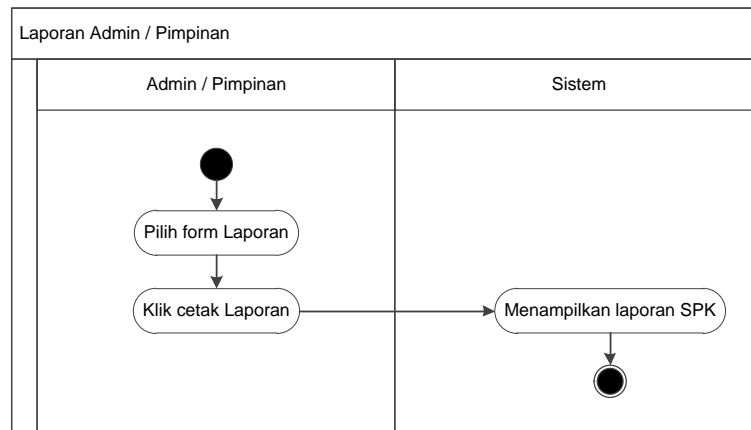 Laporan Admin / Pimpinan
Admin / Pimpinan
Sistem
Pilih form Laporan
Klik cetak Laporan
Menampilkan laporan SPK